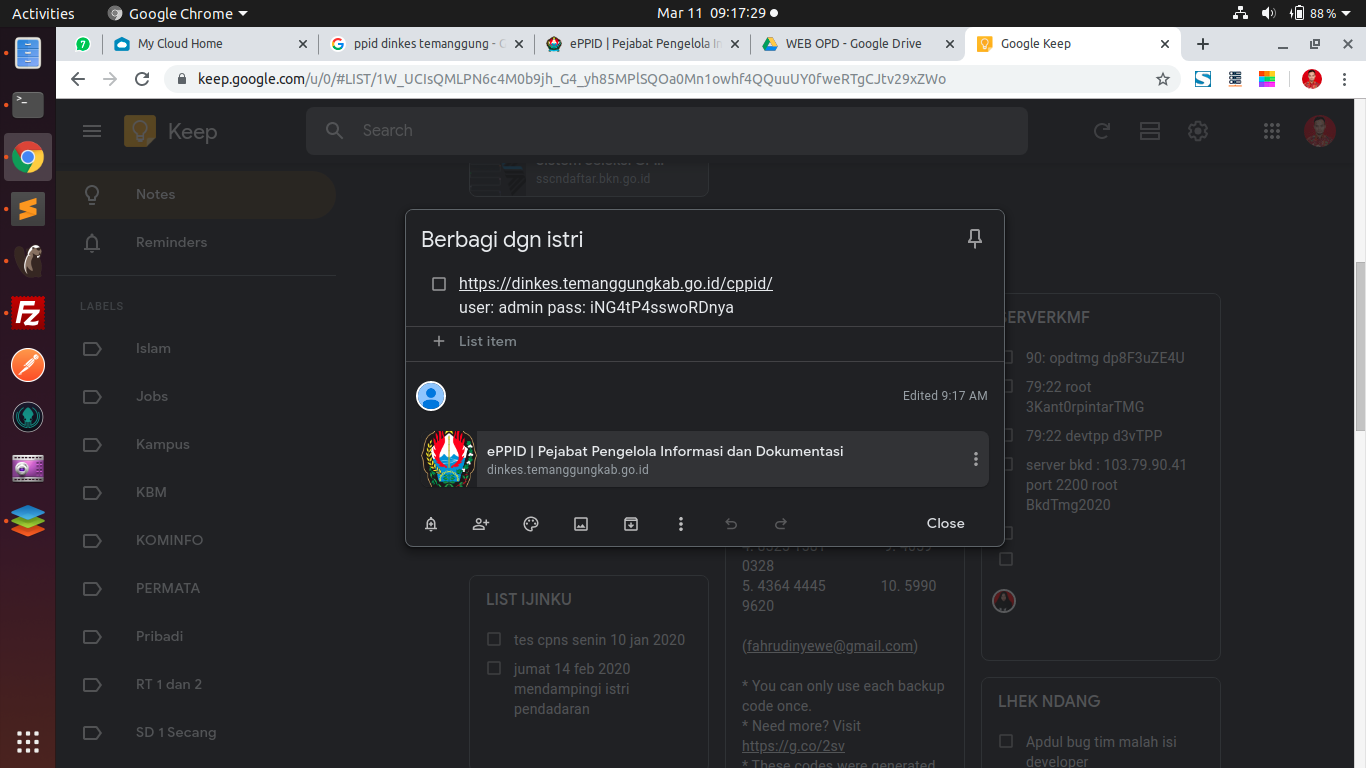 Activities
Google Chrome
Mar 11 09:17:29
88 %
My Cloud Home
ppid dinkes temanggung - G
ePPID | Pejabat Pengelola In
WEB OPD - Google Drive
Google Keep
keep.google.com/u/0/#LIST/1W_UCIsQMLPN6c4M0b9jh_G4_yh85MPlSQOa0Mn1owhf4QQuuUY0fweRTgCJtv29xZWo
Keep
Search
sscndaftar.bkn.go.id
Notes
Reminders
LABELS
Islam
Jobs
Kampus
KBM
KOMINFO
PERMATA
Pribadi
RT 1 dan 2
SD 1 Secang
Berbagi dgn istri
https://dinkes.temanggungkab.go.id/cppid/
user: admin pass: iNG4tP4sswoRDnya
List item
Edited 9:17 AM
ePPID | Pejabat Pengelola Informasi dan Dokumentasi
dinkes.temanggungkab.go.id
Close
LIST IJINKU
tes cpns senin 10 jan 2020
jumat 14 feb 2020
mendampingi istri
pendadaran
0328
5. 4364 4445 10. 5990
9620
(fahrudinyewe@gmail.com)
* You can only use each backup
code once.
* Need more? Visit
https://g.co/2sv
* These codes were generated
SERVERKMF
90: opdtmg dp8F3uZE4U
79:22 root
3Kant0rpintarTMG
79:22 devtpp d3vTPP
server bkd : 103.79.90.41
port 2200 root
BkdTmg2020
LHEK NDANG
Apdul bug tim malah isi
developer